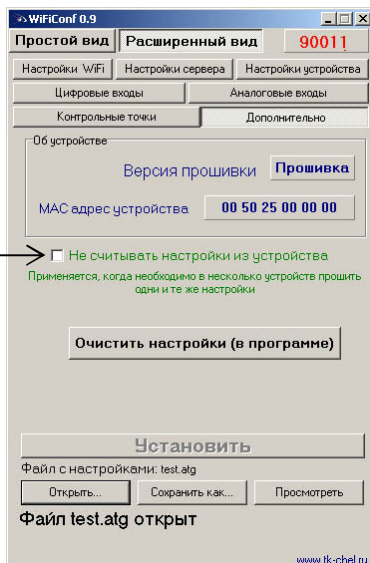 WiFiConf 0.9
Простой вид Расширенный вид 90011
Настройки WiFi Настройки сервера Настройки устройства
Цифровые входы Аналоговые входы
Контрольные точки Дополнительно
Об устройстве
Версия прошивки Прошивка
MAC адрес устройства 00 50 25 00 00 00
Не считывать настройки из устройства
Применяется, когда необходимо в несколько устройств прошить
одни и те же настройки
Очистить настройки (в программе)
Установить
Файл с настройками: test.atg
Открыть... Сохранить как... Просмотреть
Файл test.atg открыт
www.tk-chel.ru